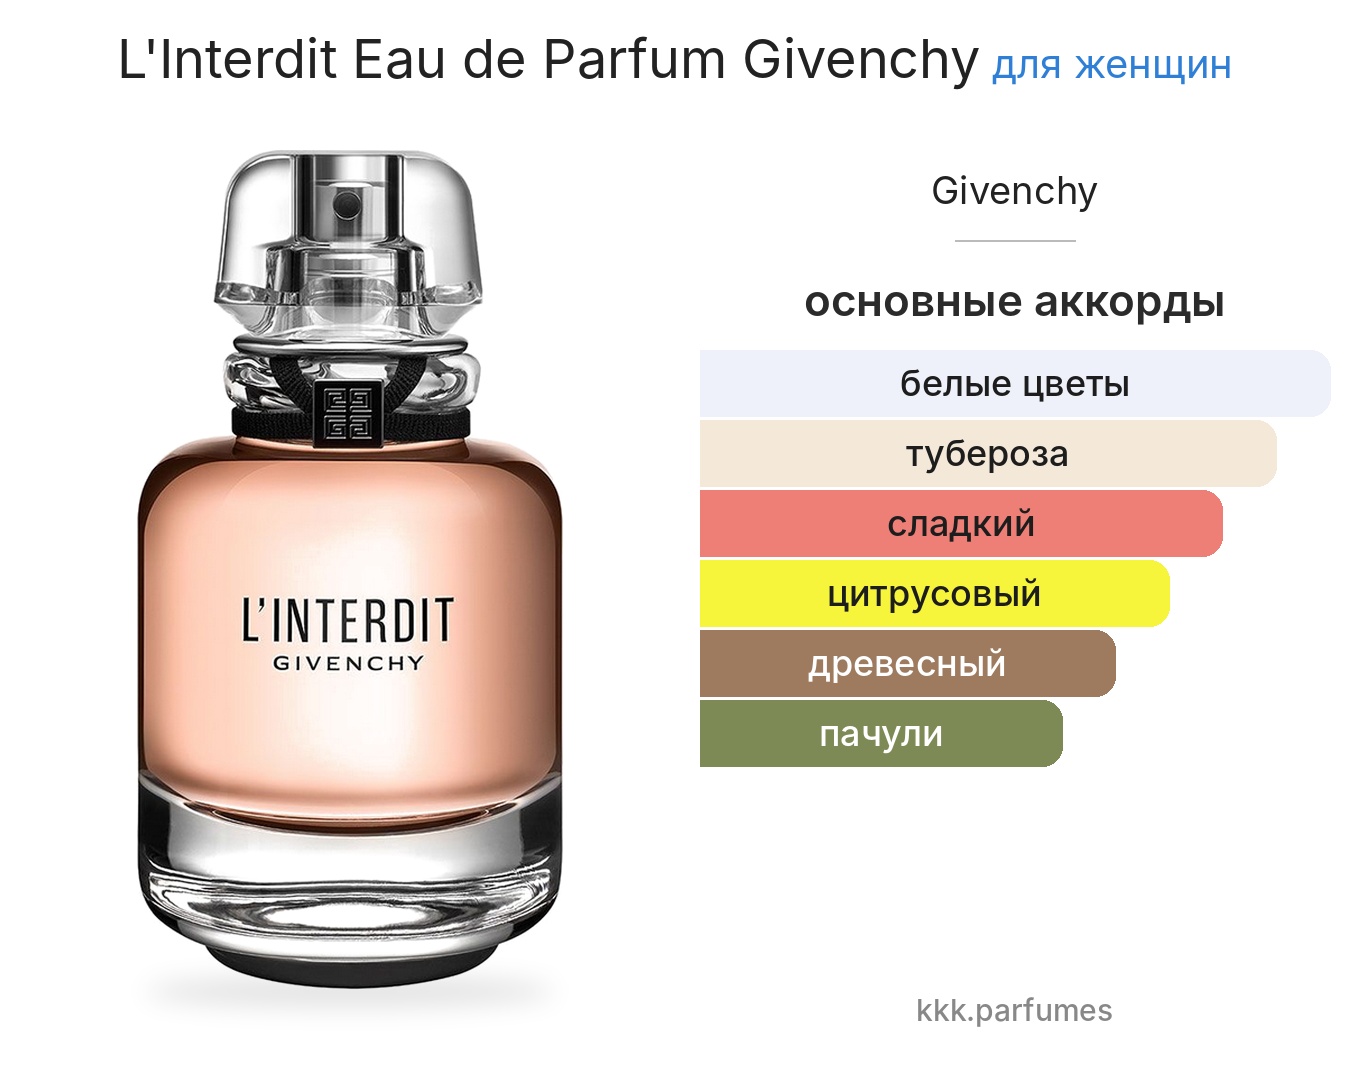 L'Interdit Eau de Parfum Givenchy для женщин
Givenchy
основные аккорды
белые цветы
тубероза
сладкий
цитрусовый
древесный
пачули
L'INTERDIT
GIVENCHY
kkk.parfumes